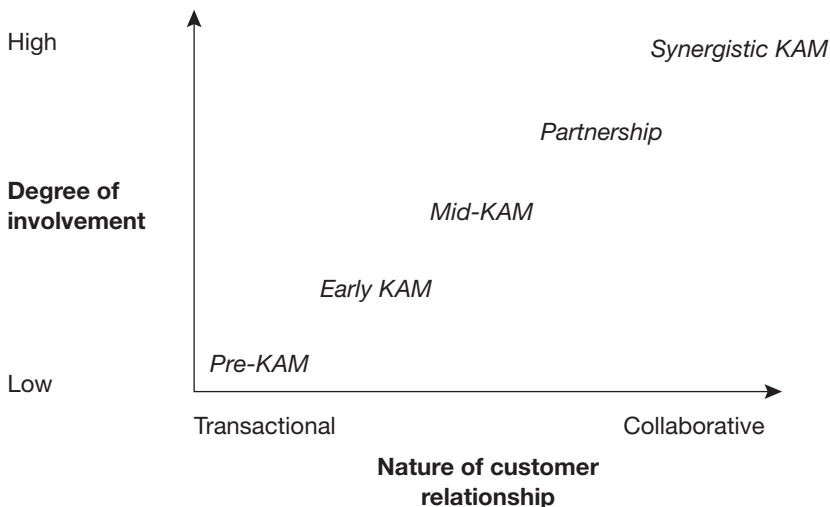 High
Synergistic KAM
Partnership
Degree of
involvement
Mid-KAM
Early KAM
Pre-KAM
Low
Transactional
Collaborative
Nature of customer
relationship